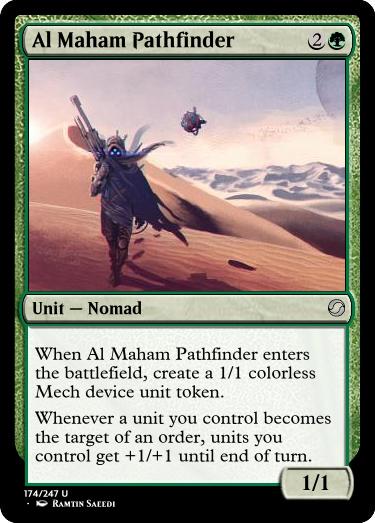 Al Maham Pathfinder 2
Unit — Nomad
When Al Maham Pathfinder enters
the battlefield, create a 1/1 colorless
Mech device unit token.
Whenever a unit you control becomes
the target of an order, units you
control get +1/+1 until end of turn.
1/1
174/247 U
· Ramtin Saeedi